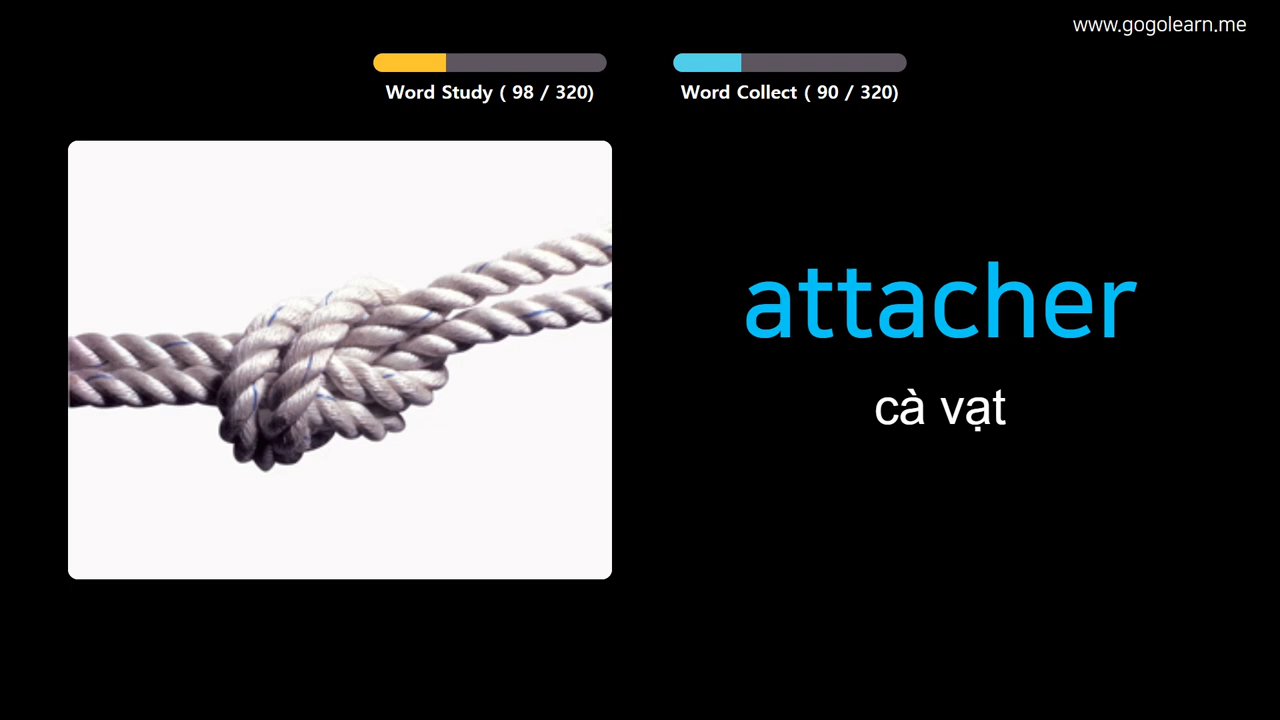 www.gogolearn.me
Word Study ( 98 / 320)
Word Collect ( 90 / 320)
attacher
cà vạt